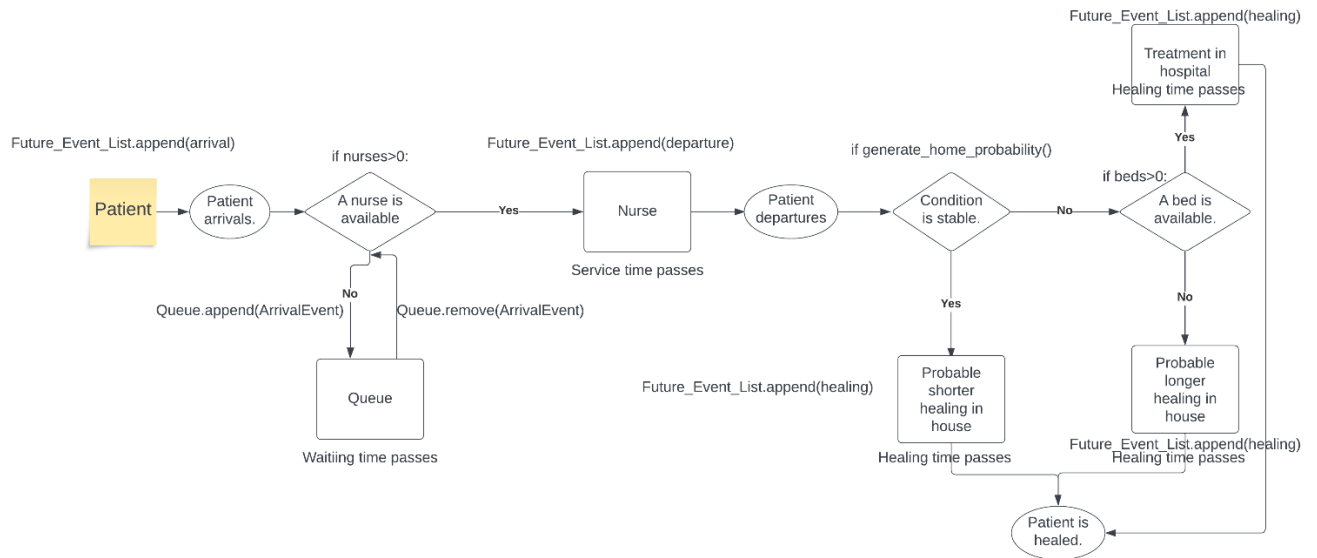 Future_Event_List.append(healing)
Treatment in
hospital
Healing time passes
Future_Event_List.append(arrival)
Future_Event_List.append(departure)
if generate_home_probability()
if nurses>0:
Yes
if beds>0:
Patient
Patient
arrivals.
A nurse is
available
Yes
Nurse
Patient
departures
Condition
is stable.
No
A bed is
available.
Service time passes
No
Yes
No
Queue.append(ArrivalEvent)
Queue.remove(ArrivalEvent)
Queue
Waitiing time passes
Future_Event_List.append(healing)
Probable
shorter
healing in
house
Probable
longer
healing in
house
Healing time passes
Future_Event_List.append(healing)
Healing time passes
Patient is
healed.